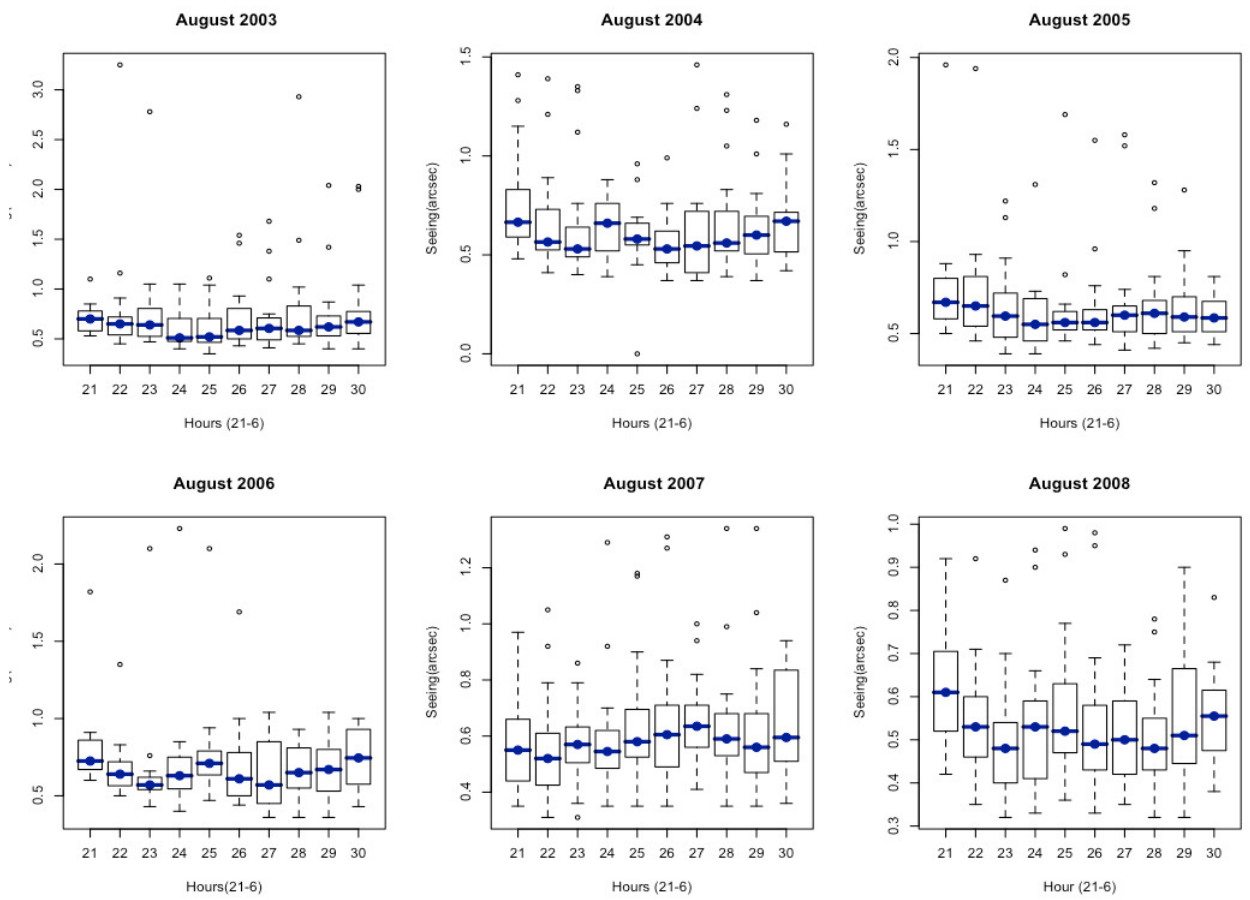 August 2003
August 2004
August 2005
3.0
2.5
2.0
1.5
1.0
0.5
21 22 23 24 25 26 27 28 29 30
Hours (21-6)
Seeing(arcsec)
1.5
1.0
0.5
0.0
21 22 23 24 25 26 27 28 29 30
Hours (21-6)
Seeing(arcsec)
2.0
1.5
1.0
0.5
21 22 23 24 25 26 27 28 29 30
Hours (21-6)
August 2006
August 2007
August 2008
2.0
1.5
1.0
0.5
21 22 23 24 25 26 27 28 29 30
Hours(21-6)
Seeing(arcsec)
1.2
1.0
0.8
0.6
0.4
21 22 23 24 25 26 27 28 29 30
Hours (21-6)
Seeing(arcsec)
1.0
0.9
0.8
0.7
0.6
0.5
0.4
0.3
21 22 23 24 25 26 27 28 29 30
Hour (21-6)